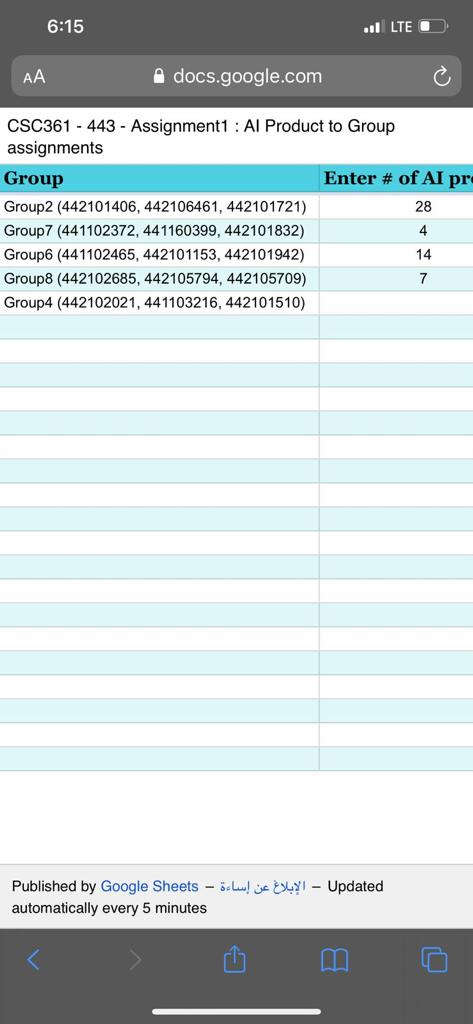 6:15
LTE
AA
docs.google.com
CSC361 - 443 - Assignment1 : AI Product to Group
assignments
Group Enter # of AI pr
Group2 (442101406, 442106461, 442101721) 28
Group7 (441102372, 441160399, 442101832) 4
Group6 (441102465, 442101153, 442101942) 14
Group8 (442102685, 442105794, 442105709) 7
Group4 (442102021, 441103216, 442101510)
Published by Google Sheets – الإبلاغ عن إساءة – Updated
automatically every 5 minutes